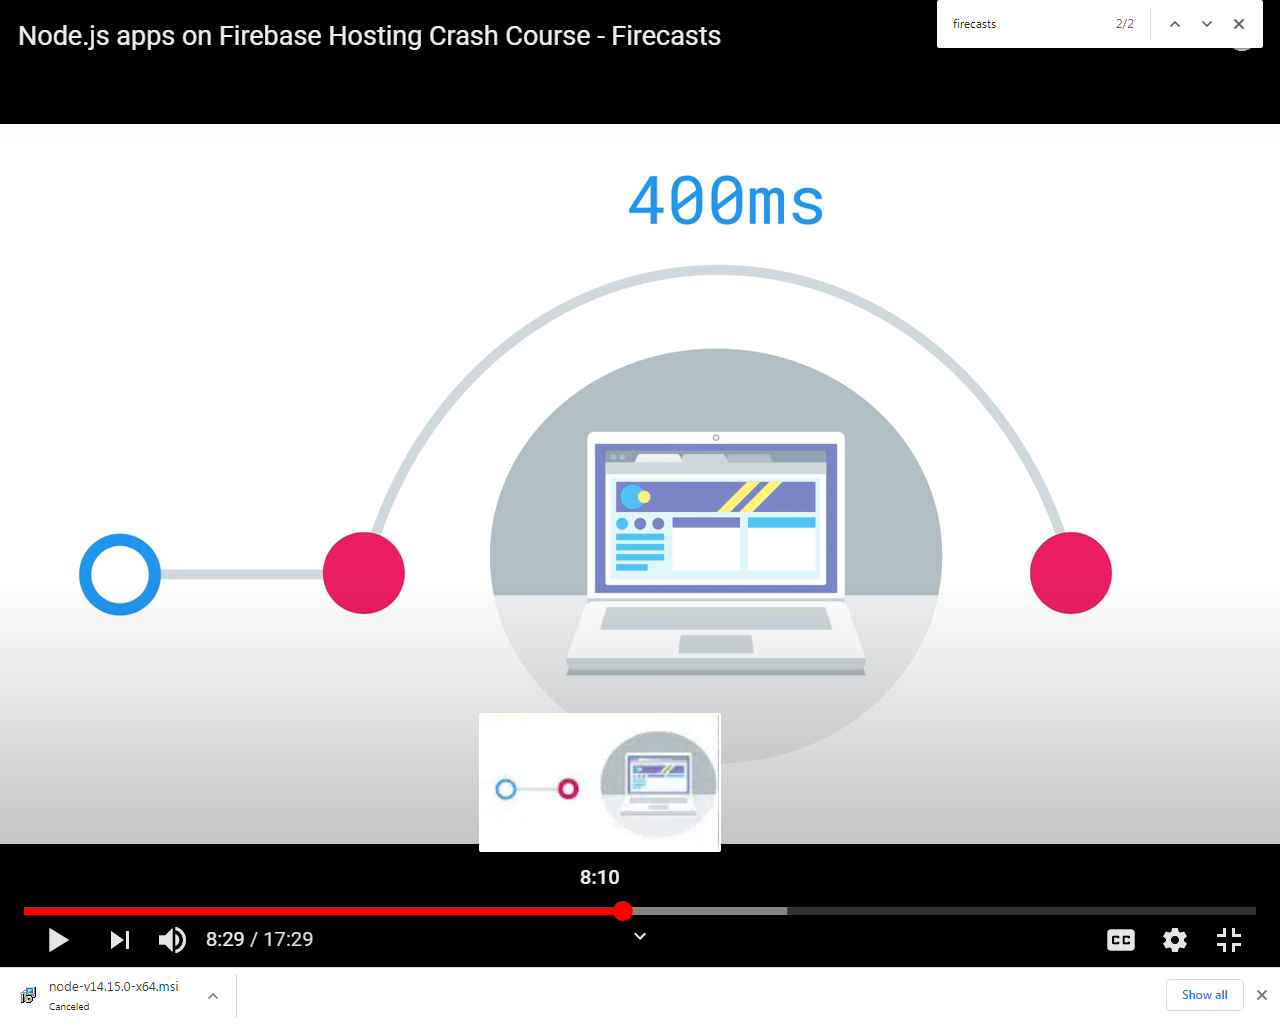 Node.js apps on Firebase Hosting Crash Course - Firecasts
firecasts 2/2
400ms
8:10
8:29 / 17:29
CC
node-v14.15.0-x64.msi
Canceled
Show all